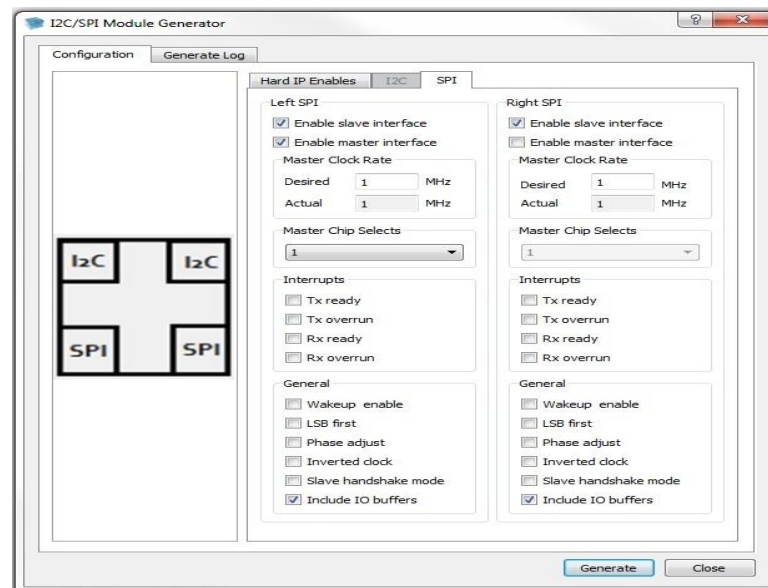 I2C/SPI Module Generator
Configuration
Generate Log
I2C
I2C
SPI
SPI
Hard IP Enables
I2C
SPI
Left SPI
Enable slave interface
Enable master interface
Master Clock Rate
Desired 1 MHz
Actual 1 MHz
Master Chip Selects
1
Interrupts
Tx ready
Tx overrun
Rx ready
Rx overrun
General
Wakeup enable
LSB first
Phase adjust
Inverted clock
Slave handshake mode
Include IO buffers
Right SPI
Enable slave interface
Enable master interface
Master Clock Rate
Desired 1 MHz
Actual 1 MHz
Master Chip Selects
1
Interrupts
Tx ready
Tx overrun
Rx ready
Rx overrun
General
Wakeup enable
LSB first
Phase adjust
Inverted clock
Slave handshake mode
Include IO buffers
Generate
Close